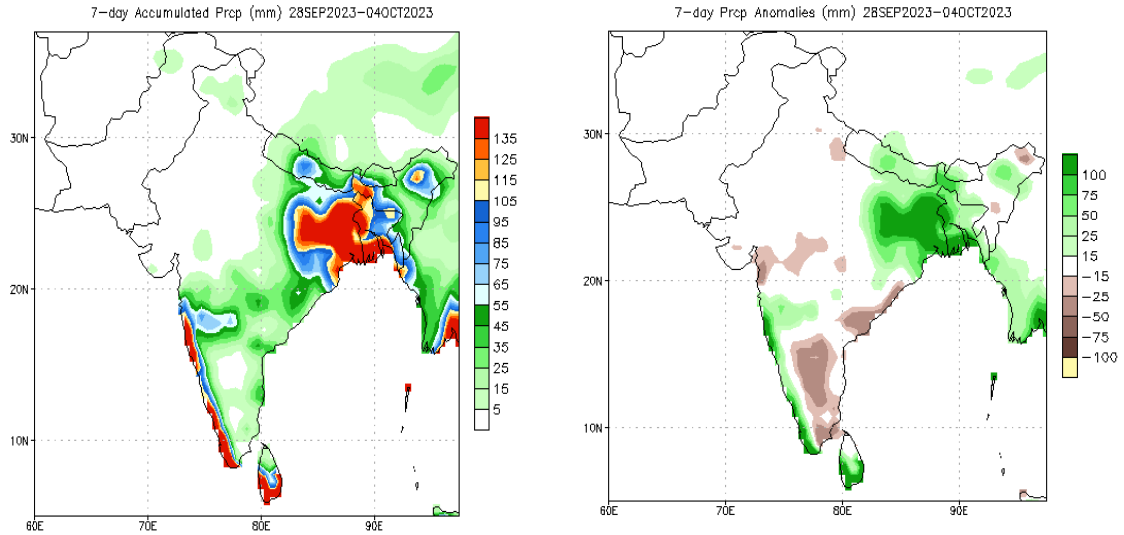 7-day Accumulated Prcp (mm) 28SEP2023-04OCT2023
30N
20N
10N
60E
70E
80E
90E
135
125
115
105
95
85
75
65
55
45
35
25
15
5
7-day Prcp Anomalies (mm) 28SEP2023-04OCT2023
30N
20N
10N
60E
70E
80E
90E
100
75
50
25
15
-15
-25
-50
-75
-100